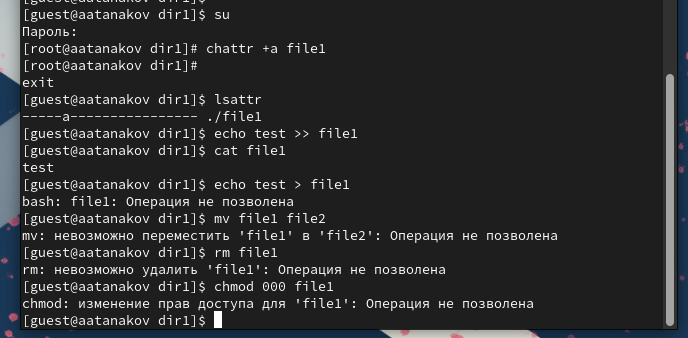 [guest@aatanakov dir1]$
[guest@aatanakov dir1]$ su
Пароль:
[root@aatanakov dir1]# chattr +a file1
[root@aatanakov dir1]#
exit
[guest@aatanakov dir1]$ lsattr
-----a---------------- ./file1
[guest@aatanakov dir1]$ echo test >> file1
[guest@aatanakov dir1]$ cat file1
test
[guest@aatanakov dir1]$ echo test > file1
bash: file1: Операция не позволена
[guest@aatanakov dir1]$ mv file1 file2
mv: невозможно переместить 'file1' в 'file2': Операция не позволена
[guest@aatanakov dir1]$ rm file1
rm: невозможно удалить 'file1': Операция не позволена
[guest@aatanakov dir1]$ chmod 000 file1
chmod: изменение прав доступа для 'file1': Операция не позволена
[guest@aatanakov dir1]$